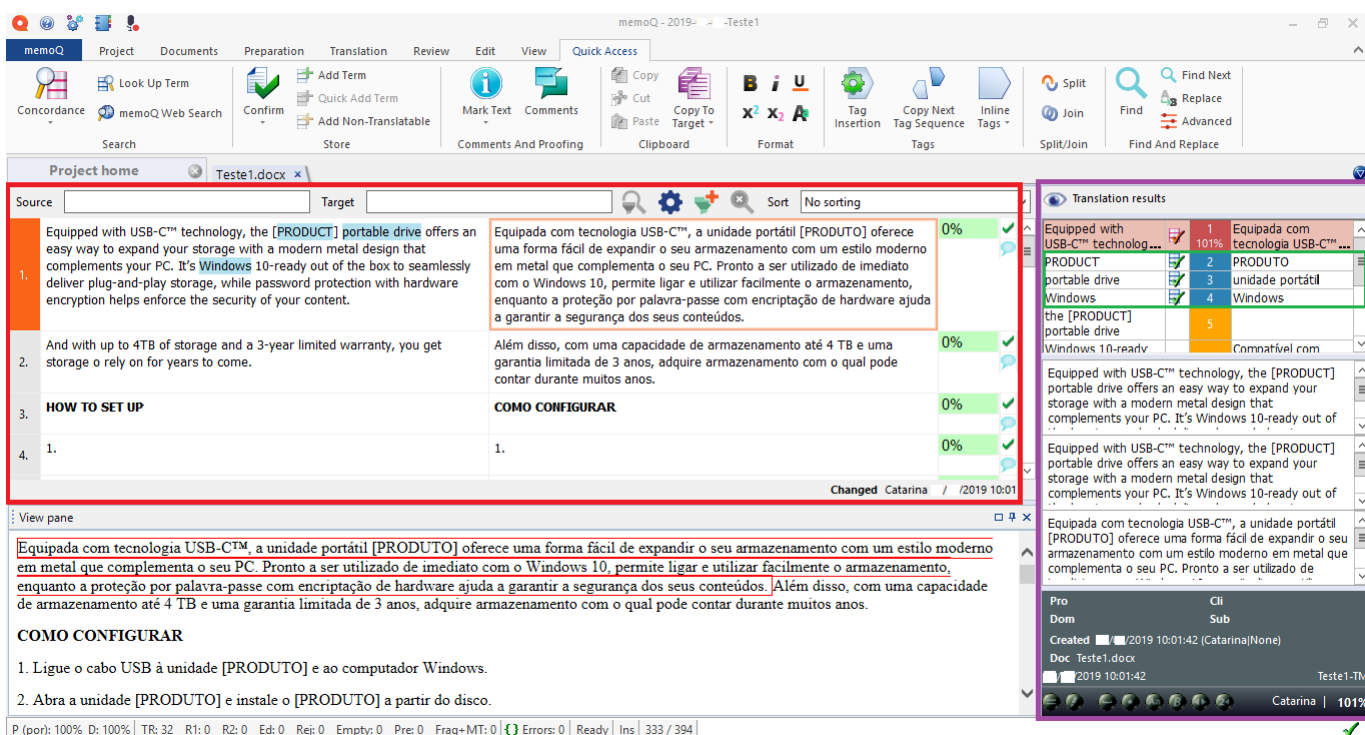 memoQ - 2019- - -Teste1
memoQ Project Documents Preparation Translation Review Edit View Quick Access
Concordance
Look Up Term
memoQ Web Search
Search
Confirm
Add Term
Quick Add Term
Add Non-Translatable
Store
Mark Text Comments
Comments And Proofing
Copy
Cut
Paste
Copy To
Target
Clipboard
B i U
X² X₂ A
Format
Tag
Insertion
Copy Next
Tag Sequence
Inline
Tags
Tags
Split
Join
Split/Join
Find
Find Next
Replace
Advanced
Find And Replace
Project home Teste1.docx ×
Source Target Sort No sorting
1.
Equipped with USB-C™ technology, the [PRODUCT] portable drive offers an
easy way to expand your storage with a modern metal design that
complements your PC. It's Windows 10-ready out of the box to seamlessly
deliver plug-and-play storage, while password protection with hardware
encryption helps enforce the security of your content.
Equipada com tecnologia USB-C™, a unidade portátil [PRODUTO] oferece
uma forma fácil de expandir o seu armazenamento com um estilo moderno
em metal que complementa o seu PC. Pronto a ser utilizado de imediato
com o Windows 10, permite ligar e utilizar facilmente o armazenamento,
enquanto a proteção por palavra-passe com encriptação de hardware ajuda
a garantir a segurança dos seus conteúdos.
0%
2.
And with up to 4TB of storage and a 3-year limited warranty, you get
storage o rely on for years to come.
Além disso, com uma capacidade de armazenamento até 4 TB e uma
garantia limitada de 3 anos, adquire armazenamento com o qual pode
contar durante muitos anos.
0%
3. HOW TO SET UP COMO CONFIGURAR 0%
4. 1. 1. 0%
Changed Catarina / /2019 10:01
View pane
Equipada com tecnologia USB-C™, a unidade portátil [PRODUTO] oferece uma forma fácil de expandir o seu armazenamento com um estilo moderno
em metal que complementa o seu PC. Pronto a ser utilizado de imediato com o Windows 10, permite ligar e utilizar facilmente o armazenamento,
enquanto a proteção por palavra-passe com encriptação de hardware ajuda a garantir a segurança dos seus conteúdos. Além disso, com uma capacidade
de armazenamento até 4 TB e uma garantia limitada de 3 anos, adquire armazenamento com o qual pode contar durante muitos anos.
COMO CONFIGURAR
1. Ligue o cabo USB à unidade [PRODUTO] e ao computador Windows.
2. Abra a unidade [PRODUTO] e instale o [PRODUTO] a partir do disco.
Translation results
Equipped with
USB-C™ technolog...
1
101%
Equipada com
tecnologia USB-C™ ...
PRODUCT 2 PRODUTO
portable drive 3 unidade portátil
Windows 4 Windows
the [PRODUCT]
portable drive
5
Windows 10-ready Compatível com
Equipped with USB-C™ technology, the [PRODUCT]
portable drive offers an easy way to expand your
storage with a modern metal design that
complements your PC. It's Windows 10-ready out of
Equipped with USB-C™ technology, the [PRODUCT]
portable drive offers an easy way to expand your
storage with a modern metal design that
complements your PC. It's Windows 10-ready out of
Equipada com tecnologia USB-C™, a unidade portátil
[PRODUTO] oferece uma forma fácil de expandir o seu
armazenamento com um estilo moderno em metal que
complementa o seu PC. Pronto a ser utilizado de
Pro Cli
Dom Sub
Created / /2019 10:01:42 (Catarina|None)
Doc Teste1.docx
/ /2019 10:01:42 Teste1-TM
Catarina | 101%
P (por): 100% D: 100% TR: 32 R1: 0 R2: 0 Ed: 0 Rej: 0 Empty: 0 Pre: 0 Frag+MT: 0 {} Errors: 0 Ready Ins 333 / 394